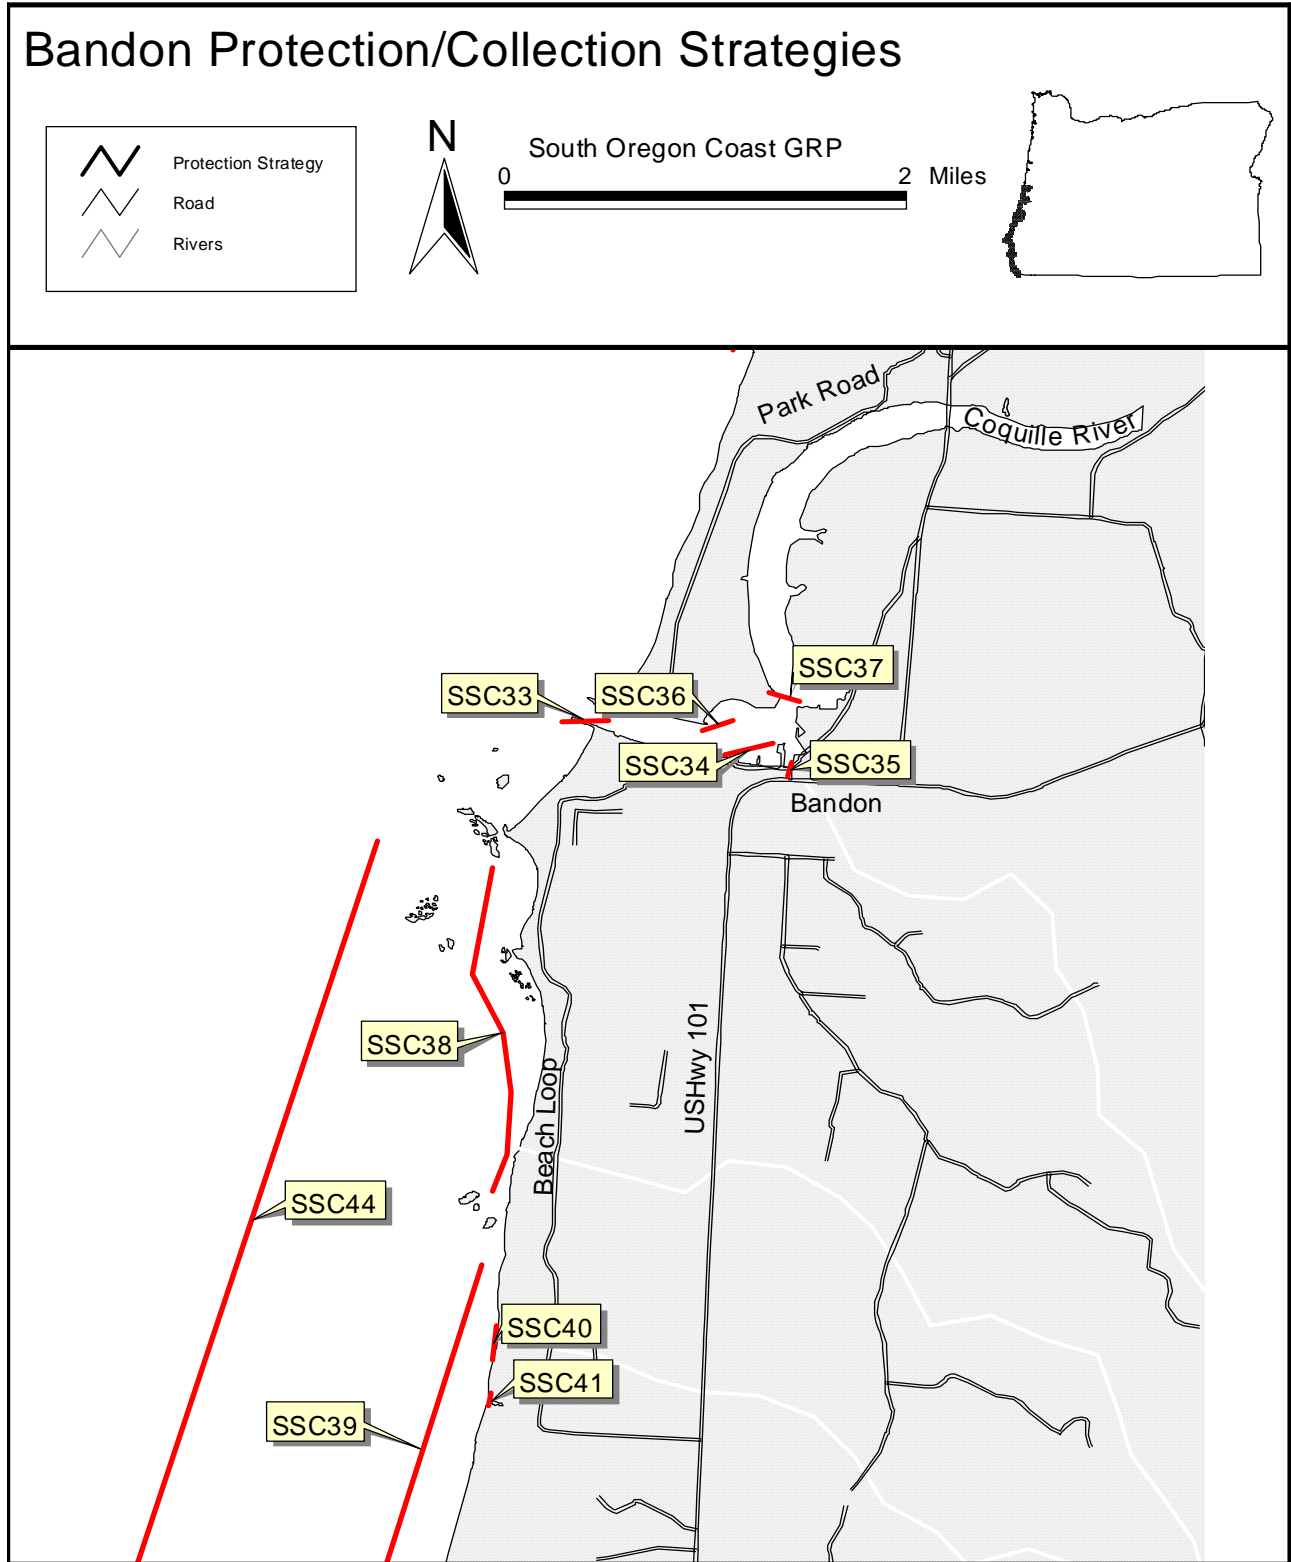 Bandon Protection/Collection Strategies
N
South Oregon Coast GRP
0 2 Miles
Protection Strategy
Road
Rivers
Park Road
Coquille River
SSC37
SSC33
SSC36
SSC34
SSC35
Bandon
SSC38
USHwy 101
Beach Loop
SSC44
SSC40
SSC41
SSC39